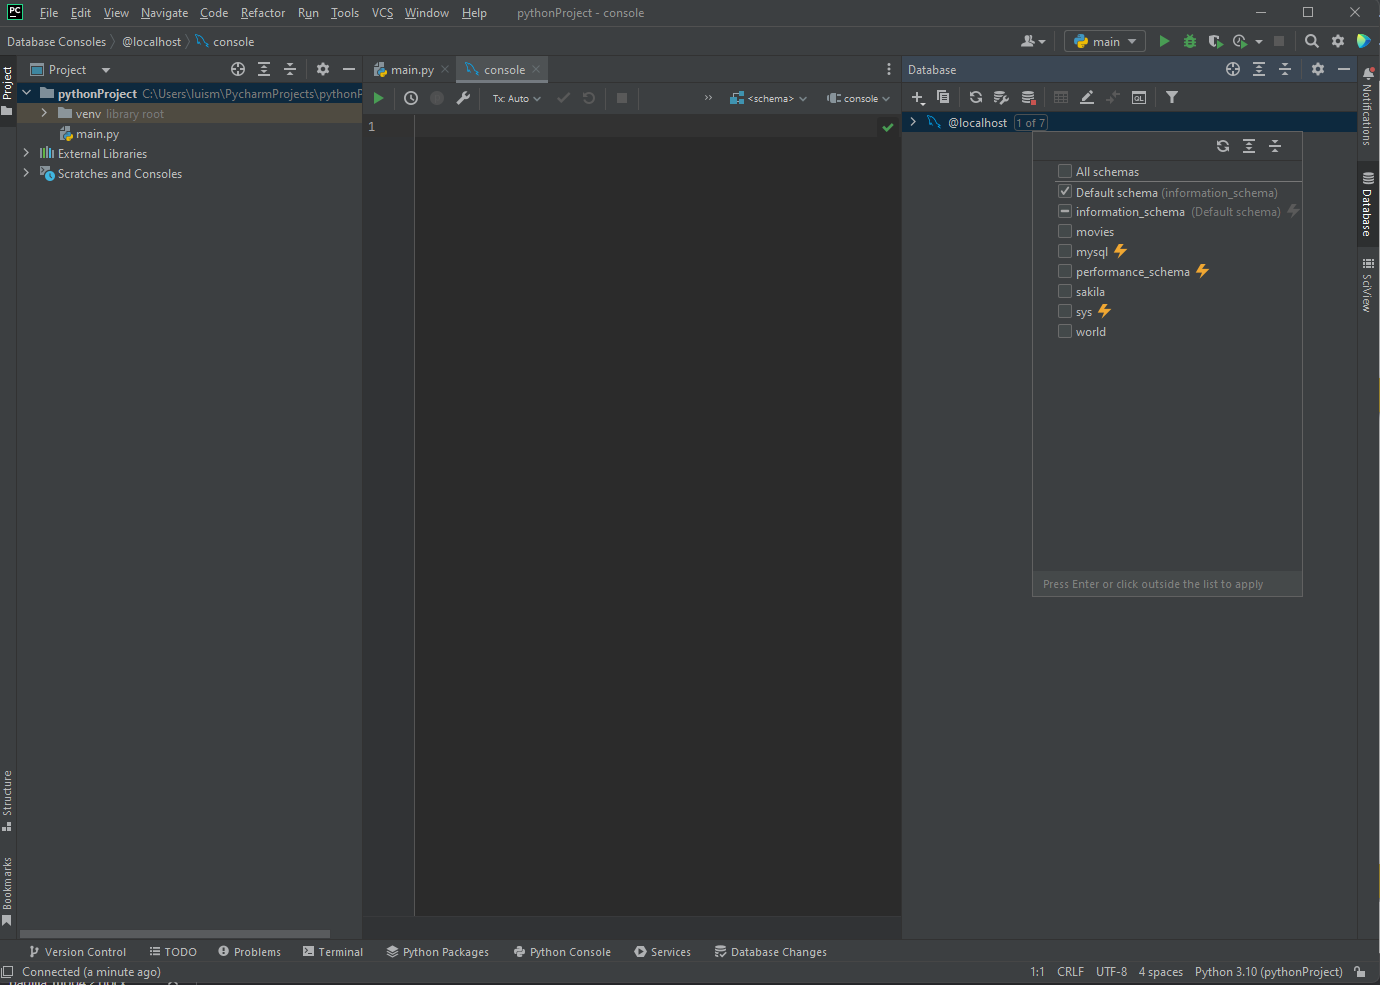 PC File Edit View Navigate Code Refactor Run Tools VCS Window Help pythonProject - console
Database Consoles @localhost console
main
Project
Project
main.py
console
Database
Notifications
pythonProject C:\Users\luism\PycharmProjects\pythonP
Tx: Auto
<schema>
console
venv library root
1
@localhost 1 of 7
main.py
External Libraries
Scratches and Consoles
All schemas
Default schema (information_schema)
information_schema (Default schema)
movies
mysql
performance_schema
sakila
sys
world
Press Enter or click outside the list to apply
Database
SciView
Structure
Bookmarks
Version Control TODO Problems Terminal Python Packages Python Console Services Database Changes
Connected (a minute ago)
1:1 CRLF UTF-8 4 spaces Python 3.10 (pythonProject)